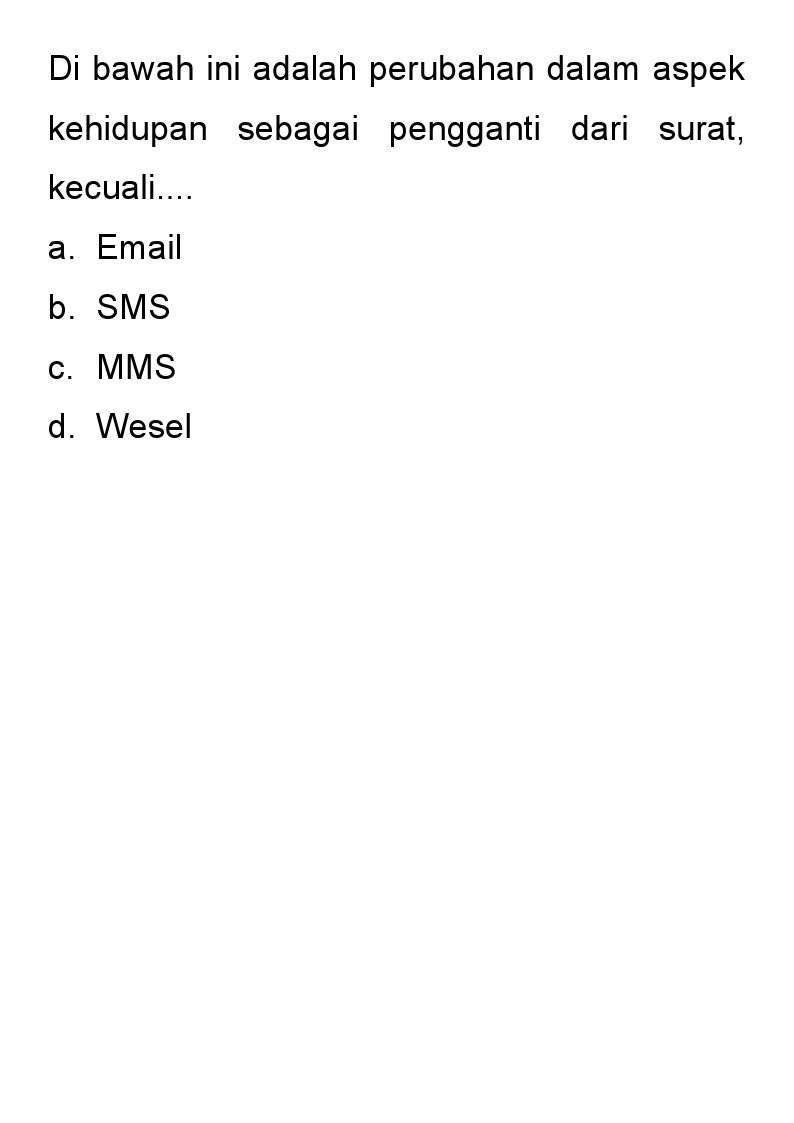 Di bawah ini adalah perubahan dalam aspek
kehidupan sebagai pengganti dari surat,
kecuali....
a. Email
b. SMS
c. MMS
d. Wesel